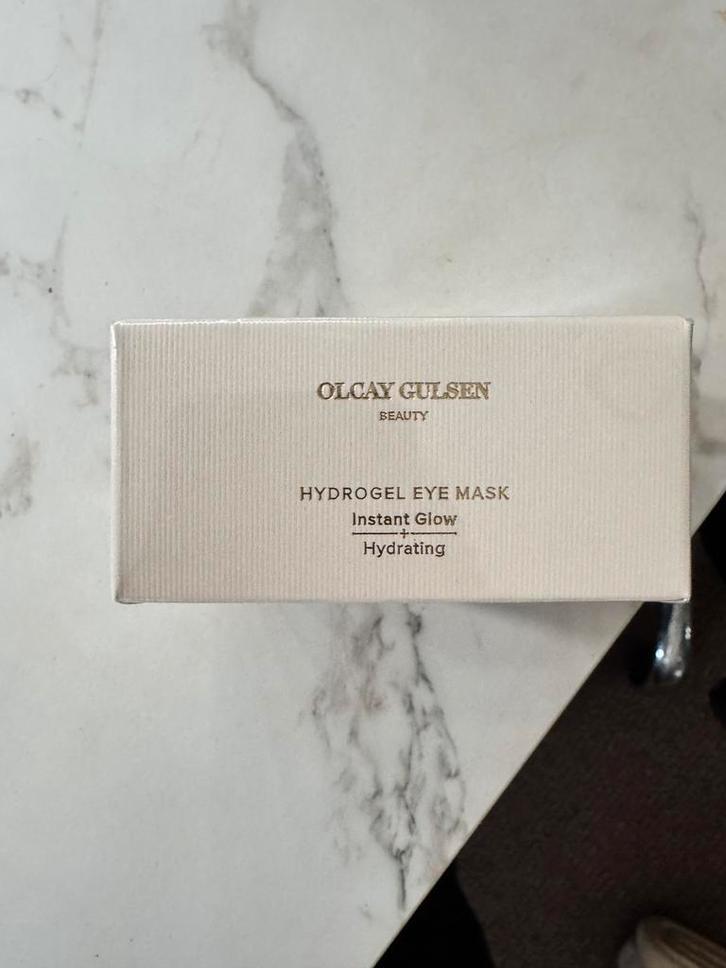 OLCAY GULSEN
BEAUTY
HYDROGEL EYE MASK
Instant Glow
+
Hydrating